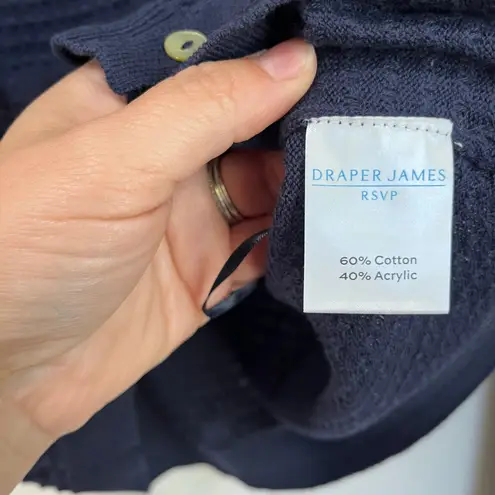 DRAPER JAMES
RSVP
60% Cotton
40% Acrylic